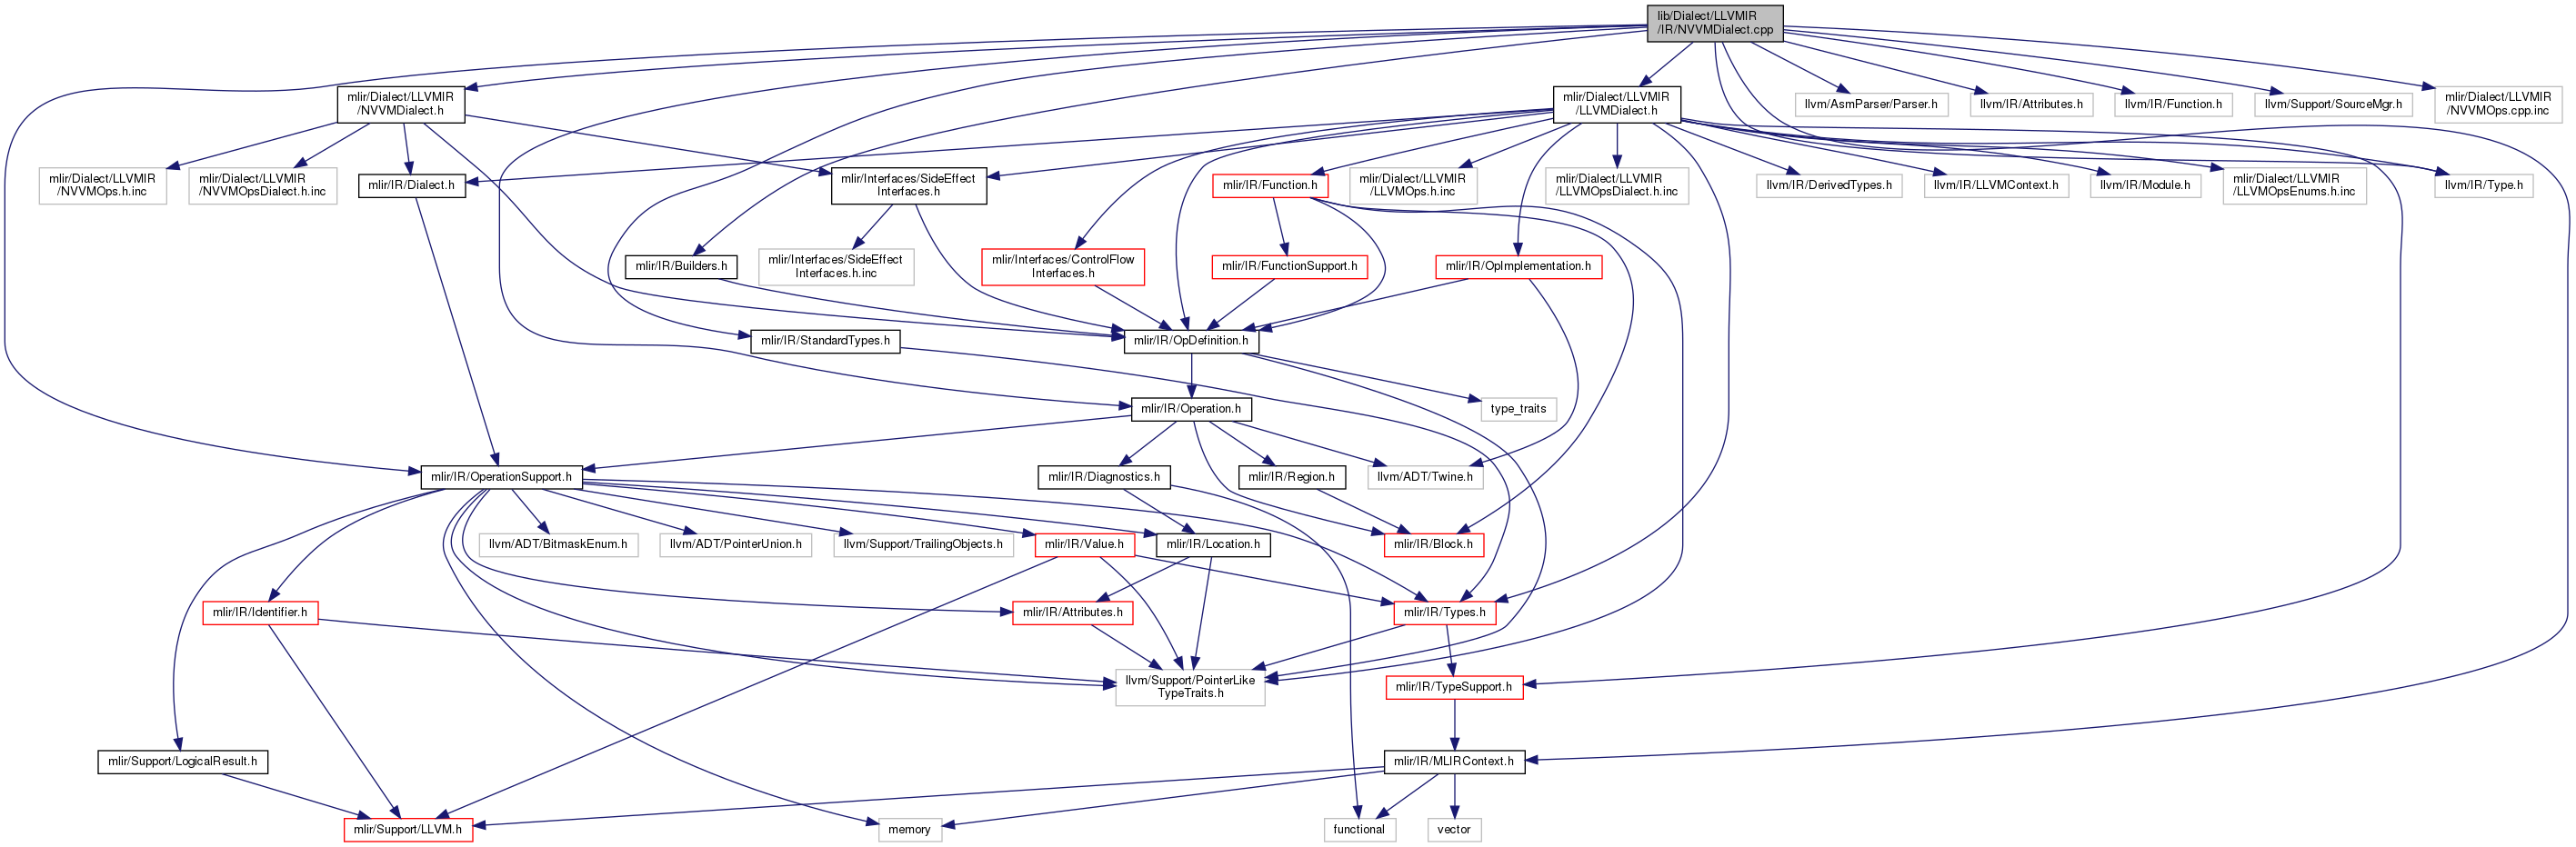 lib/Dialect/LLVMIR
/IR/NVVMDialect.cpp
mlir/Dialect/LLVMIR
/NVVMDialect.h
mlir/Dialect/LLVMIR
/LLVMDialect.h
llvm/AsmParser/Parser.h
llvm/IR/Attributes.h
llvm/IR/Function.h
llvm/Support/SourceMgr.h
mlir/Dialect/LLVMIR
/NVVMOps.cpp.inc
mlir/Dialect/LLVMIR
/NVVMOps.h.inc
mlir/Dialect/LLVMIR
/NVVMOpsDialect.h.inc
mlir/IR/Dialect.h
mlir/Interfaces/SideEffect
Interfaces.h
mlir/IR/Function.h
mlir/Dialect/LLVMIR
/LLVMOps.h.inc
mlir/Dialect/LLVMIR
/LLVMOpsDialect.h.inc
llvm/IR/DerivedTypes.h
llvm/IR/LLVMContext.h
llvm/IR/Module.h
mlir/Dialect/LLVMIR
/LLVMOpsEnums.h.inc
llvm/IR/Type.h
mlir/IR/Builders.h
mlir/Interfaces/SideEffect
Interfaces.h.inc
mlir/Interfaces/ControlFlow
Interfaces.h
mlir/IR/FunctionSupport.h
mlir/IR/OpImplementation.h
mlir/IR/StandardTypes.h
mlir/IR/OpDefinition.h
mlir/IR/Operation.h
type_traits
mlir/IR/OperationSupport.h
mlir/IR/Diagnostics.h
mlir/IR/Region.h
llvm/ADT/Twine.h
llvm/ADT/BitmaskEnum.h
llvm/ADT/PointerUnion.h
llvm/Support/TrailingObjects.h
mlir/IR/Value.h
mlir/IR/Location.h
mlir/IR/Block.h
mlir/IR/Identifier.h
mlir/IR/Attributes.h
mlir/IR/Types.h
llvm/Support/PointerLike
TypeTraits.h
mlir/IR/TypeSupport.h
mlir/Support/LogicalResult.h
mlir/IR/MLIRContext.h
mlir/Support/LLVM.h
memory
functional
vector